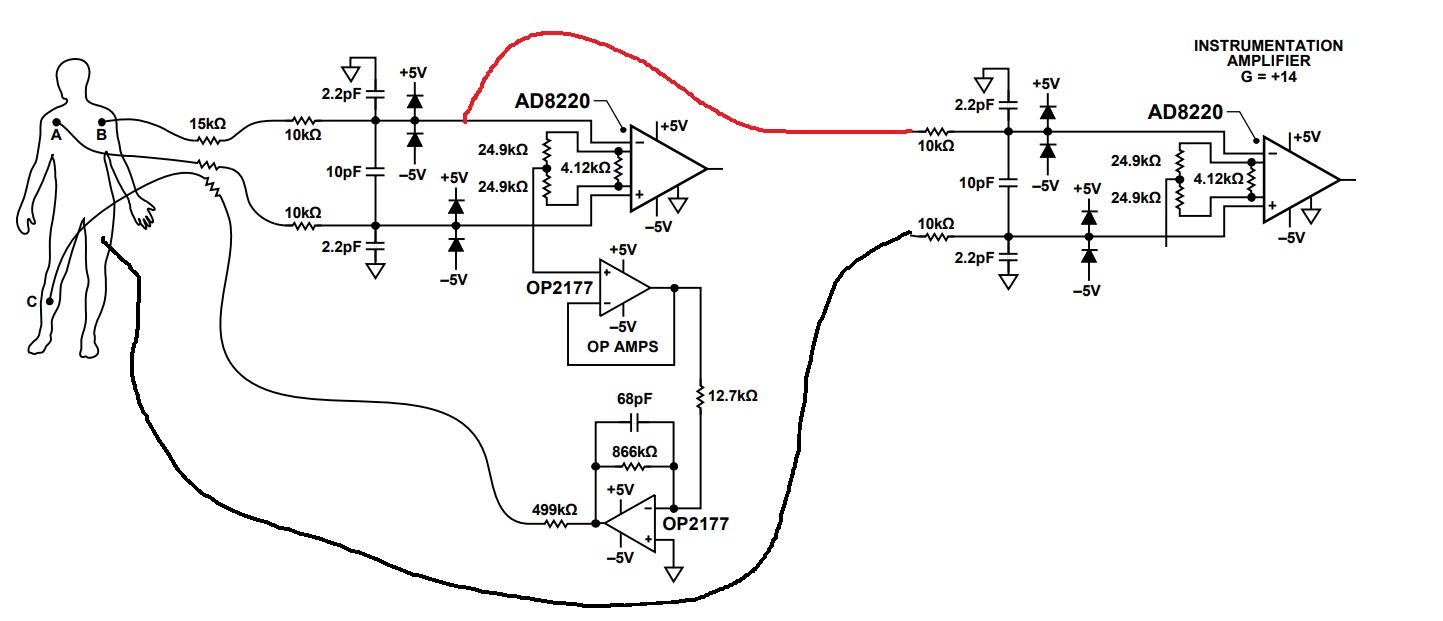 INSTRUMENTATION
AMPLIFIER
G = +14
+5V
2.2pF
AD8220
+5V
15kΩ
A
B
10kΩ
24.9kΩ
4.12kΩ
–
10pF
–5V
24.9kΩ
+
+5V
10kΩ
–5V
2.2pF
–5V
+5V
OP2177
+
–
–5V
OP AMPS
C
12.7kΩ
68pF
866kΩ
+5V
499kΩ
–
OP2177
+
–5V
+5V
2.2pF
AD8220
+5V
10kΩ
24.9kΩ
4.12kΩ
–
10pF
–5V
24.9kΩ
+
+5V
10kΩ
–5V
2.2pF
–5V